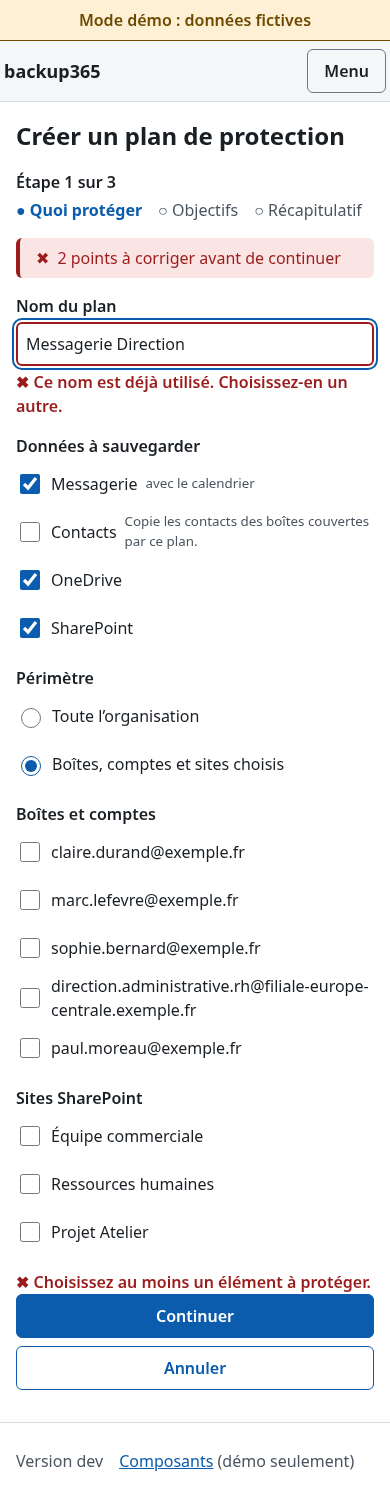 Mode démo : données fictives
backup365 Menu
Créer un plan de protection
Étape 1 sur 3
● Quoi protéger ○ Objectifs ○ Récapitulatif
✖ 2 points à corriger avant de continuer
Nom du plan
Messagerie Direction
✖ Ce nom est déjà utilisé. Choisissez-en un
autre.
Données à sauvegarder
Messagerie avec le calendrier
Contacts Copie les contacts des boîtes couvertes
par ce plan.
OneDrive
SharePoint
Périmètre
Toute l’organisation
Boîtes, comptes et sites choisis
Boîtes et comptes
claire.durand@exemple.fr
marc.lefevre@exemple.fr
sophie.bernard@exemple.fr
direction.administrative.rh@filiale-europe-
centrale.exemple.fr
paul.moreau@exemple.fr
Sites SharePoint
Équipe commerciale
Ressources humaines
Projet Atelier
✖ Choisissez au moins un élément à protéger.
Continuer
Annuler
Version dev Composants (démo seulement)